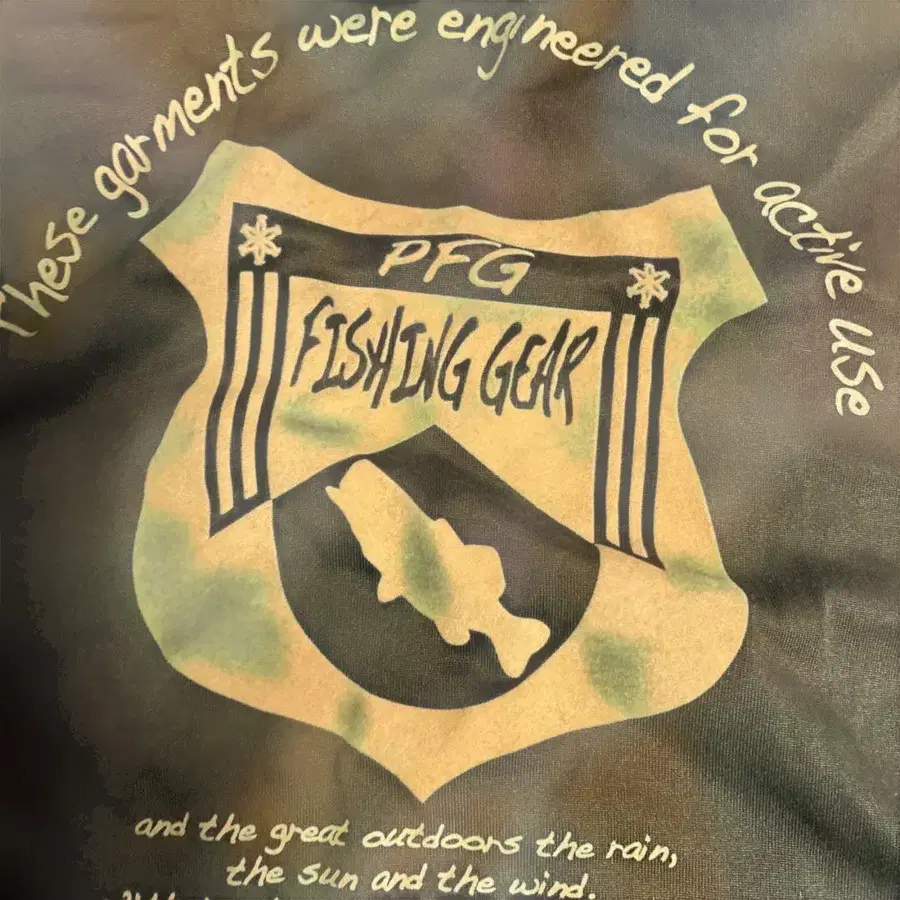 These garments were engineered for active use
PFG
FISHING GEAR
and the great outdoors the rain,
the sun and the wind.